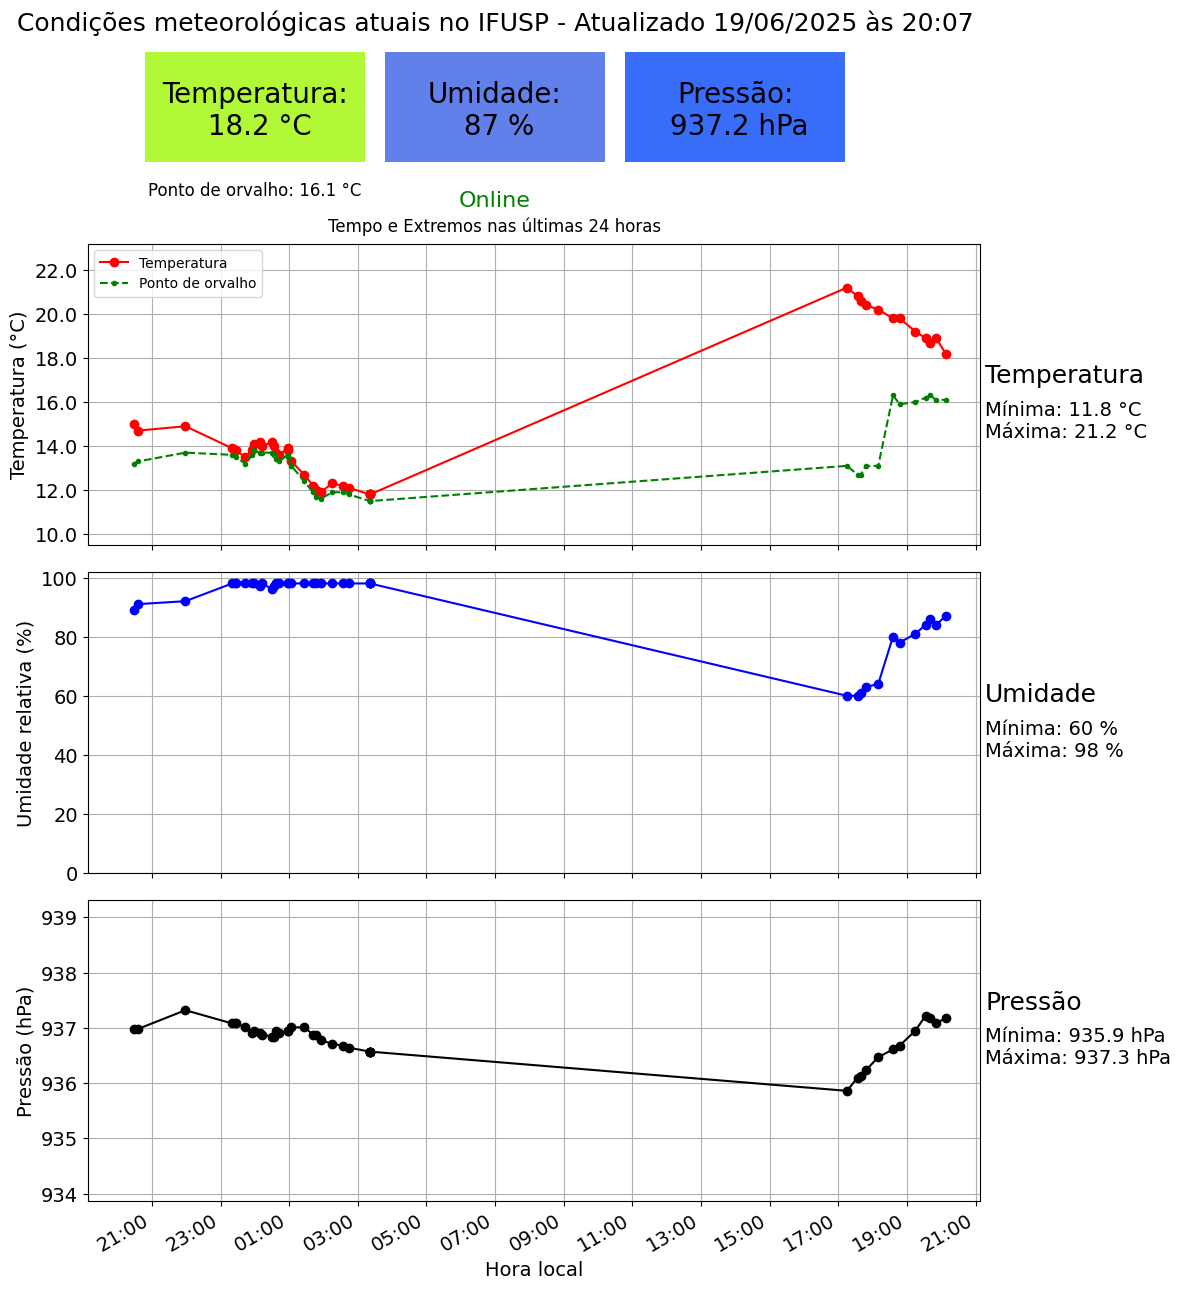 Condições meteorológicas atuais no IFUSP - Atualizado 19/06/2025 às 20:07
Temperatura:
18.2 °C
Umidade:
87 %
Pressão:
937.2 hPa
Ponto de orvalho: 16.1 °C
Online
Tempo e Extremos nas últimas 24 horas
Temperatura
Ponto de orvalho
Temperatura (°C)
22.0
20.0
18.0
16.0
14.0
12.0
10.0
Temperatura
Mínima: 11.8 °C
Máxima: 21.2 °C
Umidade relativa (%)
100
80
60
40
20
0
Umidade
Mínima: 60 %
Máxima: 98 %
Pressão (hPa)
939
938
937
936
935
934
Pressão
Mínima: 935.9 hPa
Máxima: 937.3 hPa
21:00
23:00
01:00
03:00
05:00
07:00
09:00
11:00
13:00
15:00
17:00
19:00
21:00
Hora local